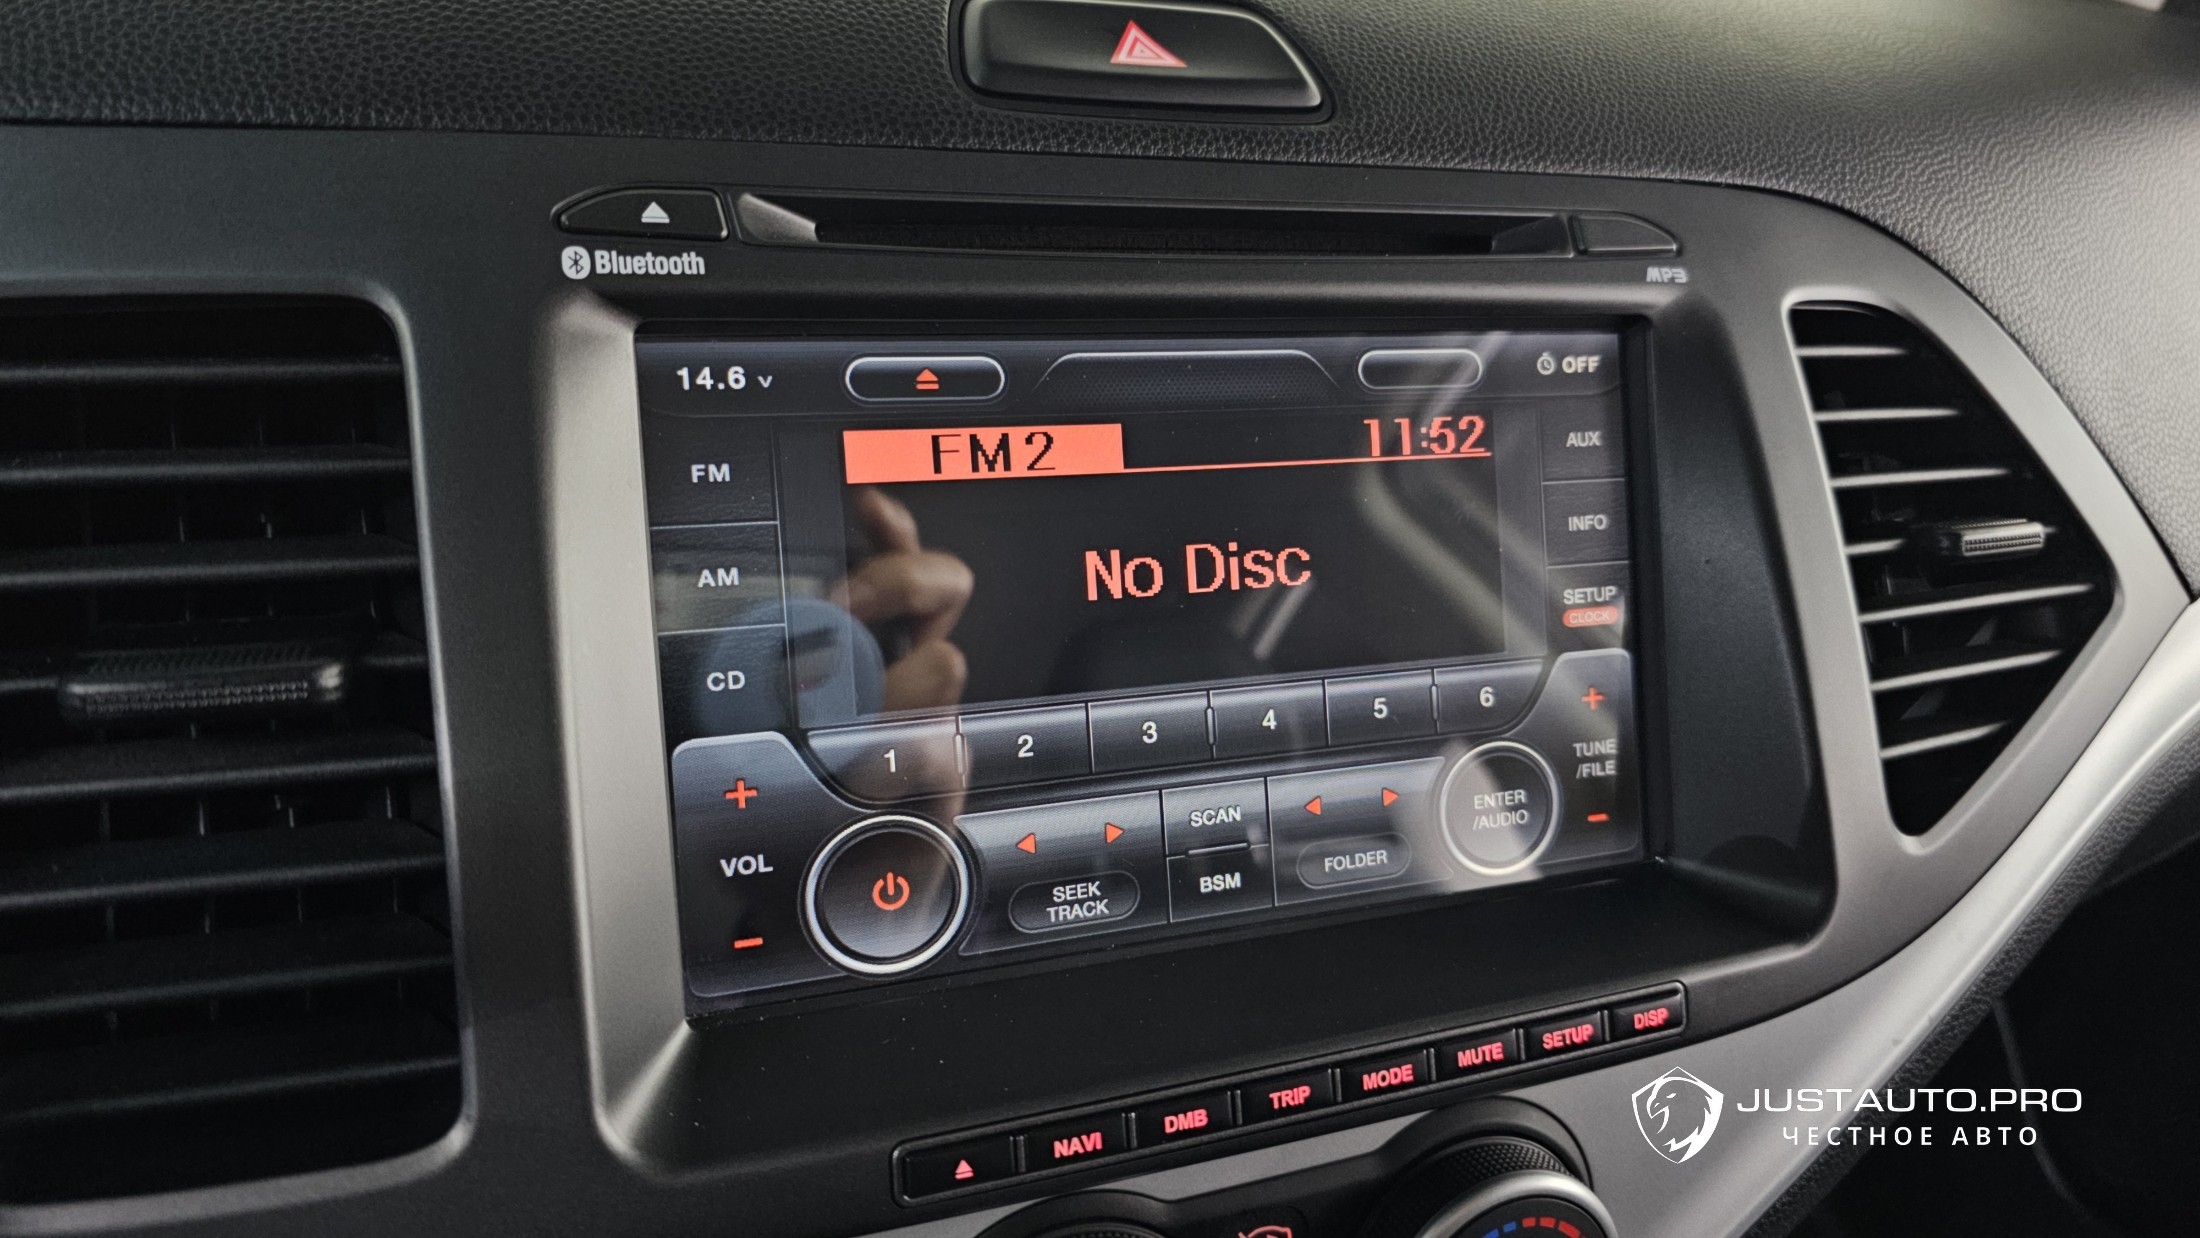 Bluetooth
MP3
14.6 v
OFF
FM2
11:52
FM
AUX
No Disc
INFO
AM
SETUP
CLOCK
CD
1 2 3 4 5 6
+
+
TUNE
/FILE
-
VOL
-
SEEK
TRACK
SCAN
BSM
FOLDER
ENTER
/AUDIO
NAVI DMB TRIP MODE MUTE SETUP DISP
JUSTAUTO.PRO
ЧЕСТНОЕ АВТО